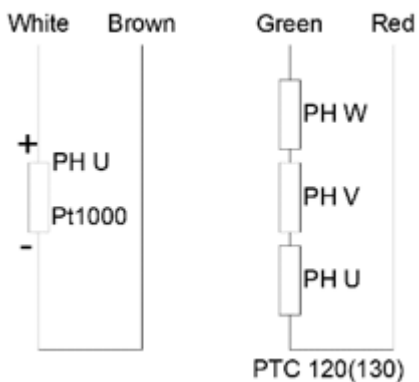 White Brown Green Red
PH W
+
PH U
PH V
Pt1000
-
PH U
PTC 120(130)